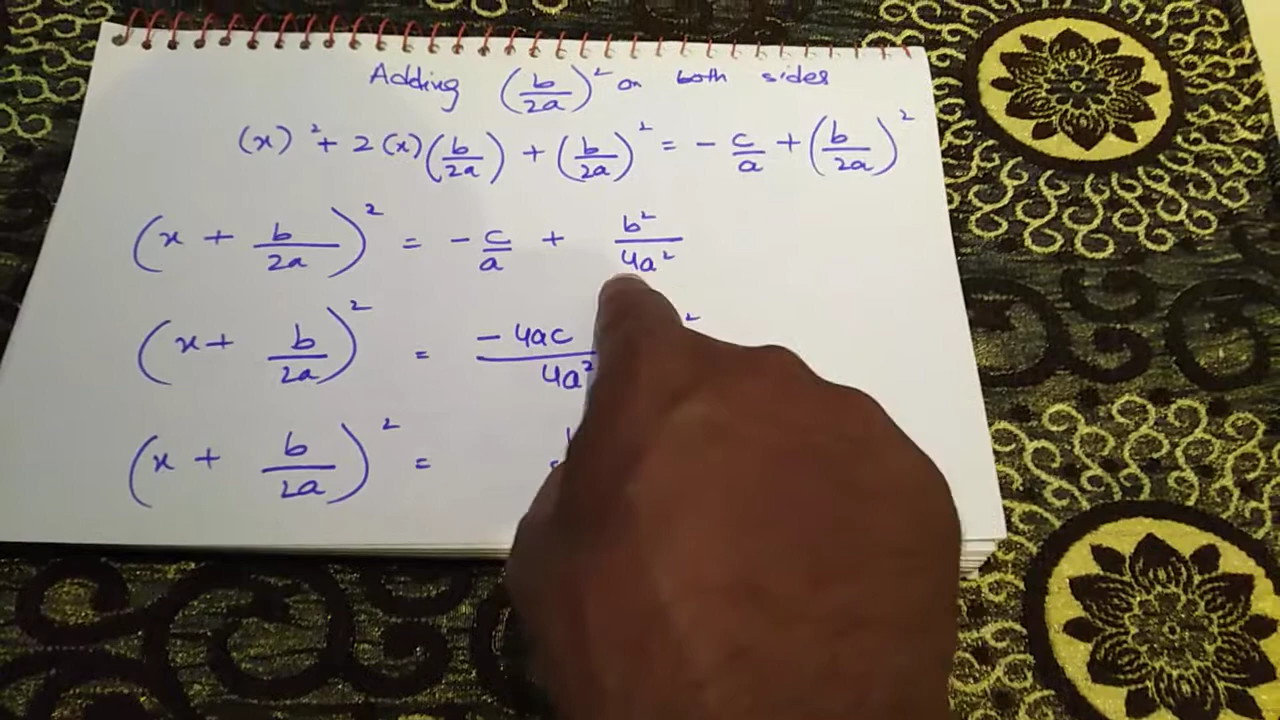 Adding (b/2a)² on both sides
(x)² + 2(x)(b/2a) + (b/2a)² = - c/a + (b/2a)²
(x + b/2a)² = - c/a + b²/4a²
(x + b/2a)² = - 4ac / 4a² ²
(x + b/2a)² =